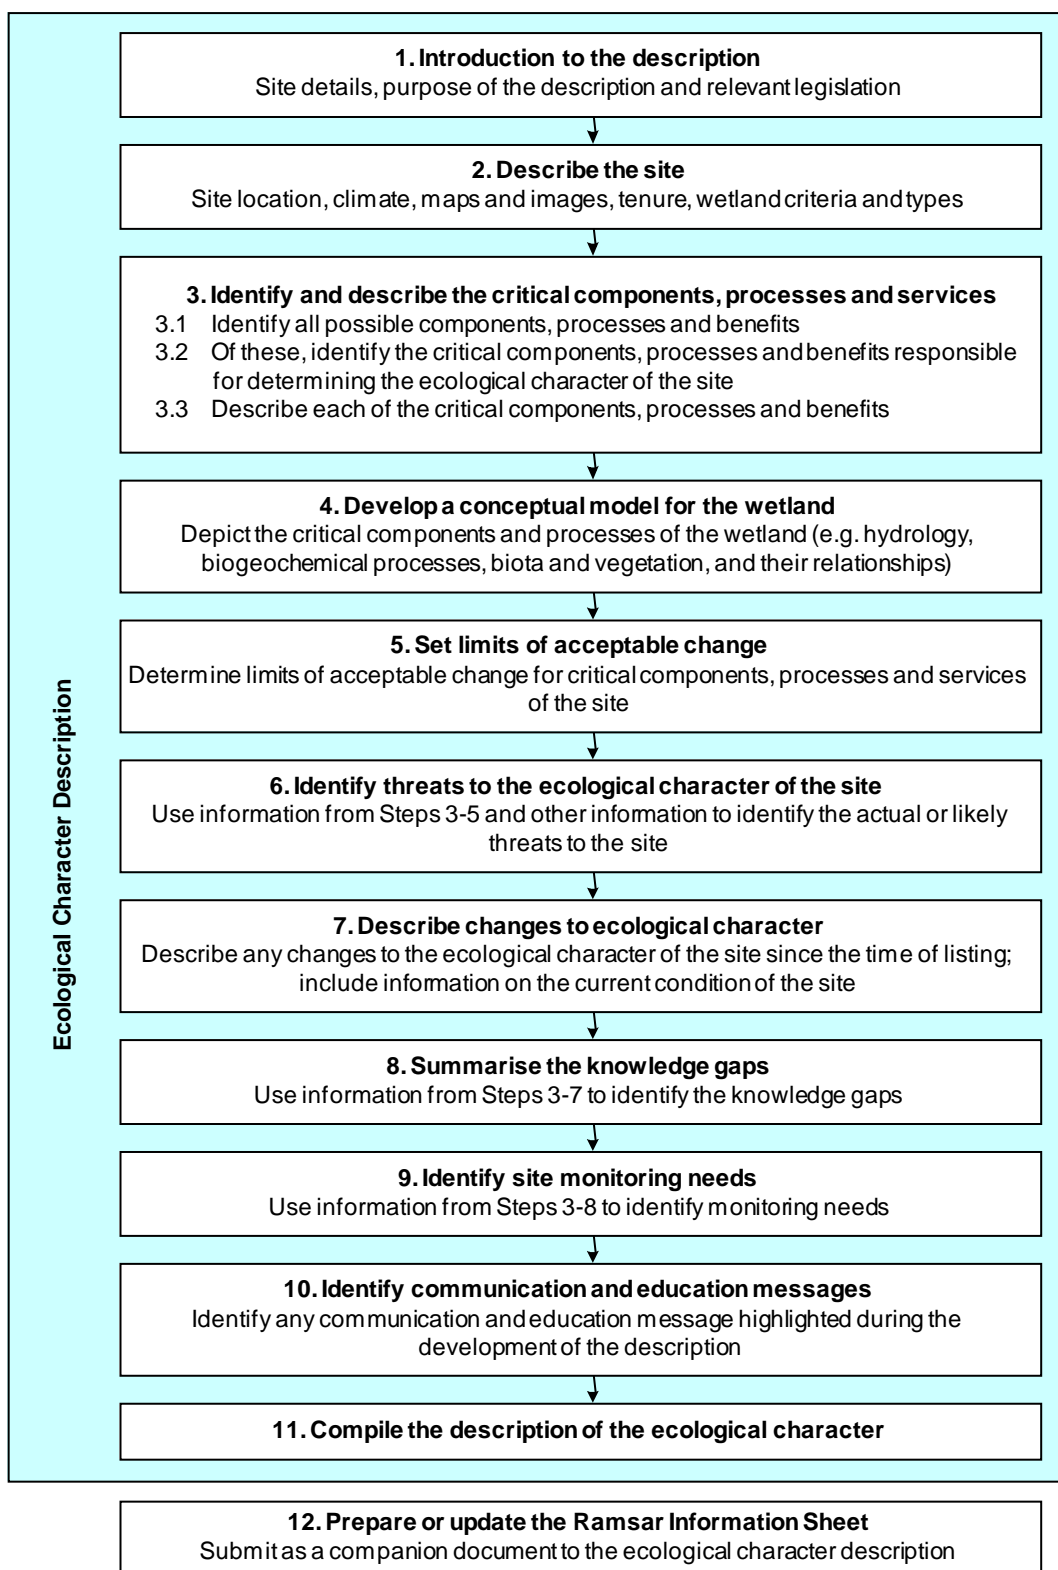 Ecological Character Description
1. Introduction to the description
Site details, purpose of the description and relevant legislation
2. Describe the site
Site location, climate, maps and images, tenure, wetland criteria and types
3. Identify and describe the critical components, processes and services
3.1 Identify all possible components, processes and benefits
3.2 Of these, identify the critical components, processes and benefits responsible
for determining the ecological character of the site
3.3 Describe each of the critical components, processes and benefits
4. Develop a conceptual model for the wetland
Depict the critical components and processes of the wetland (e.g. hydrology,
biogeochemical processes, biota and vegetation, and their relationships)
5. Set limits of acceptable change
Determine limits of acceptable change for critical components, processes and services
of the site
6. Identify threats to the ecological character of the site
Use information from Steps 3-5 and other information to identify the actual or likely
threats to the site
7. Describe changes to ecological character
Describe any changes to the ecological character of the site since the time of listing;
include information on the current condition of the site
8. Summarise the knowledge gaps
Use information from Steps 3-7 to identify the knowledge gaps
9. Identify site monitoring needs
Use information from Steps 3-8 to identify monitoring needs
10. Identify communication and education messages
Identify any communication and education message highlighted during the
development of the description
11. Compile the description of the ecological character
12. Prepare or update the Ramsar Information Sheet
Submit as a companion document to the ecological character description